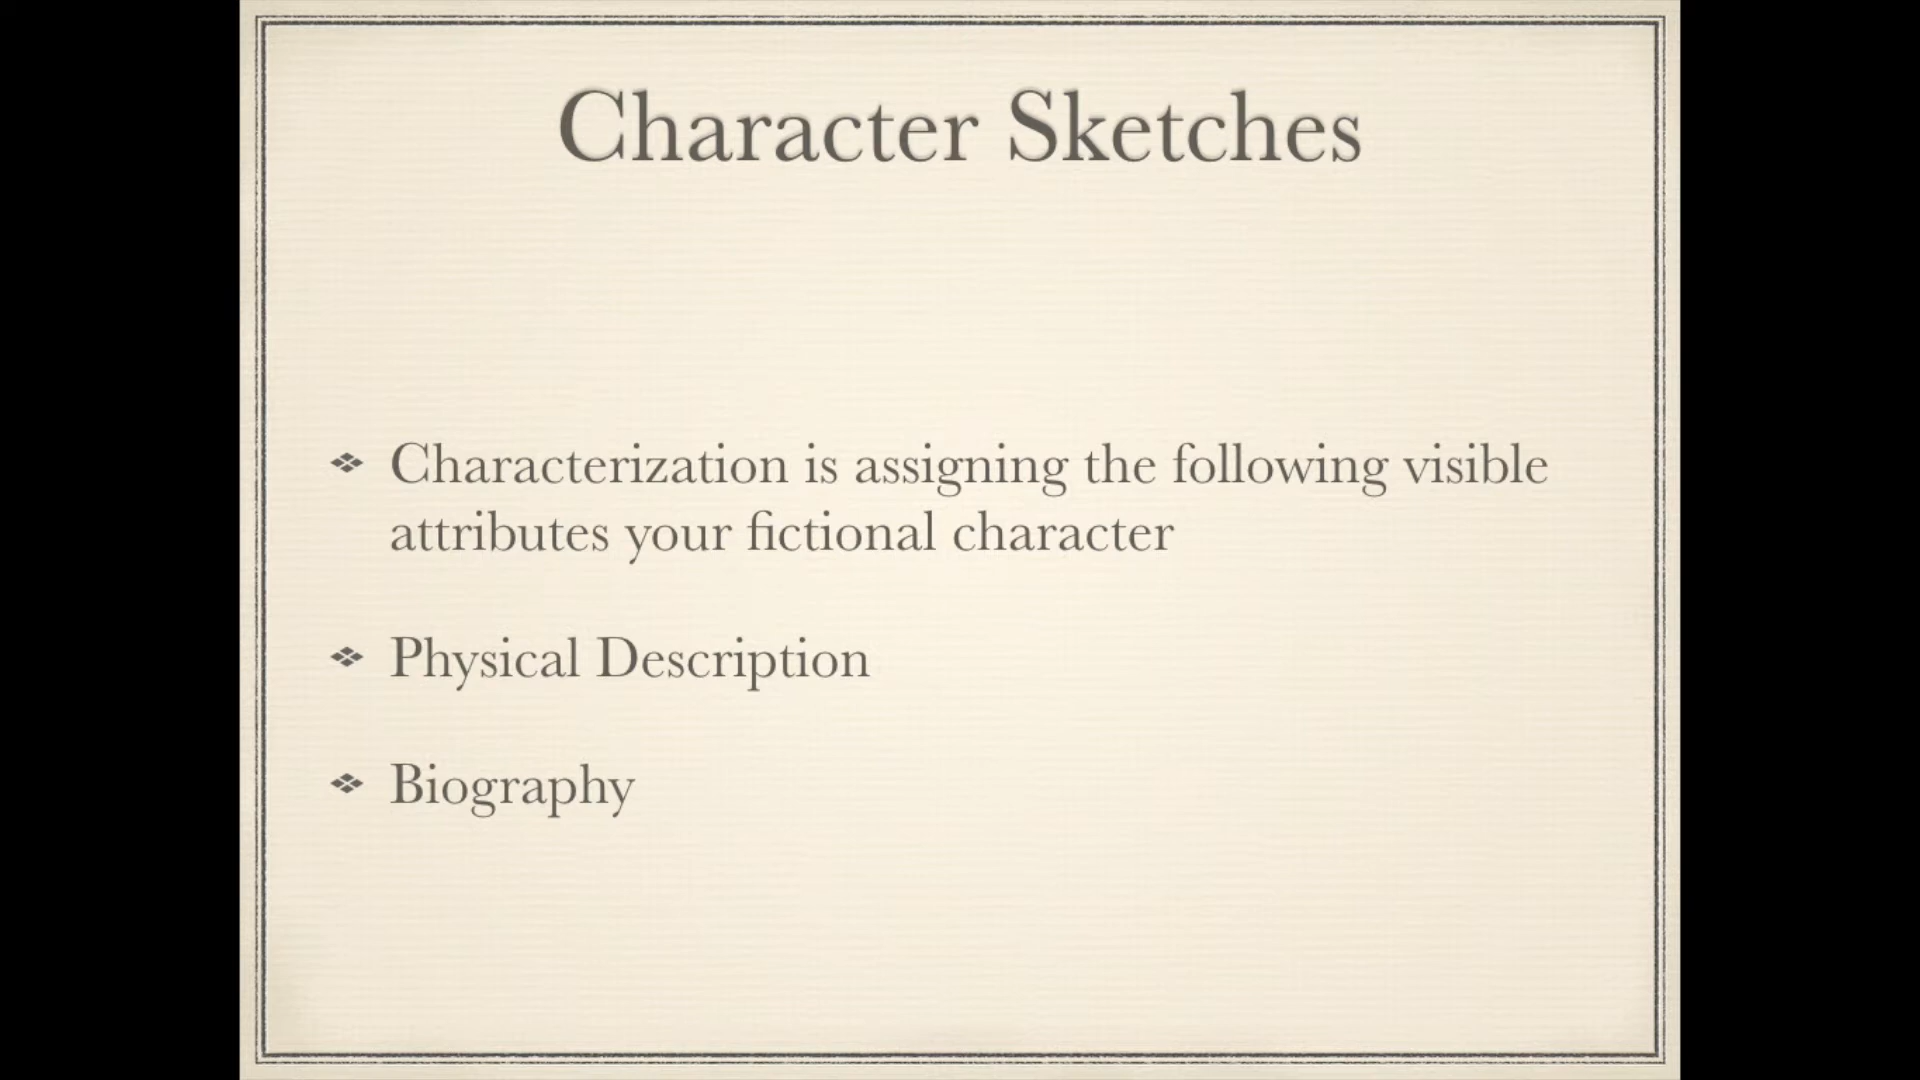 Character Sketches
Characterization is assigning the following visible
attributes your fictional character
Physical Description
Biography